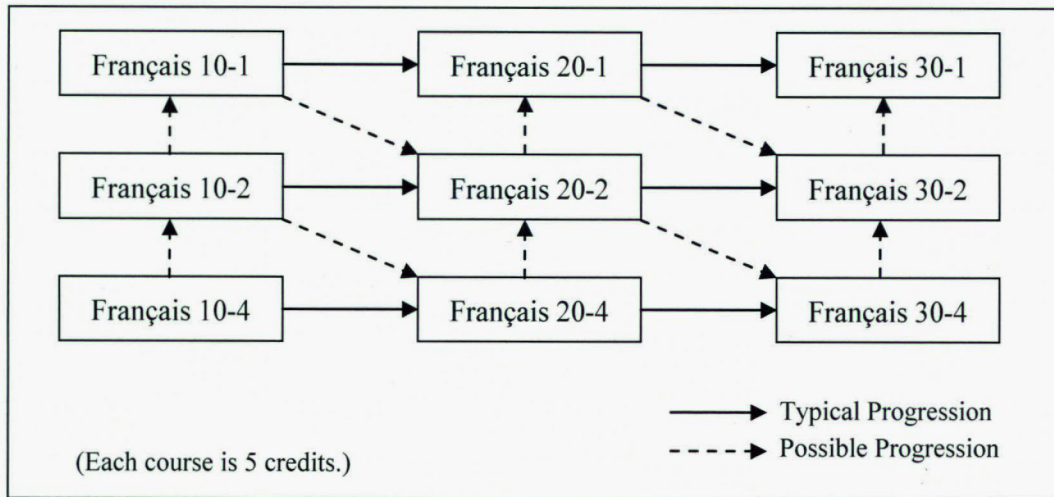 Français 10-1
Français 20-1
Français 30-1
Français 10-2
Français 20-2
Français 30-2
Français 10-4
Français 20-4
Français 30-4
Typical Progression
Possible Progression
(Each course is 5 credits.)